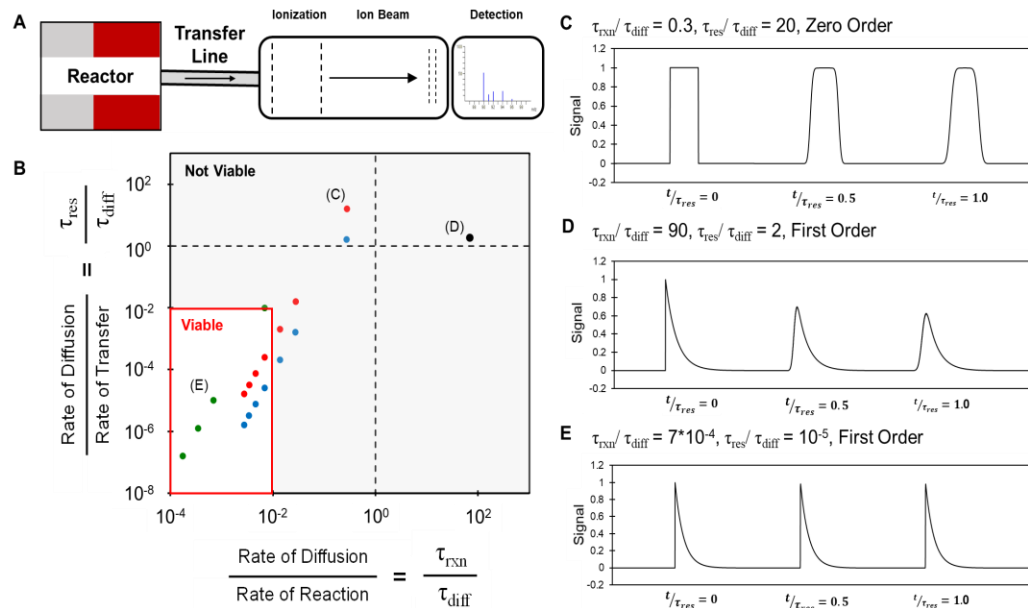 A
Reactor
Transfer
Line
Ionization
Ion Beam
Detection
B
Not Viable
Viable
(C)
(D)
(E)
τres
τdiff
=
Rate of Diffusion
Rate of Transfer
10²
10⁰
10⁻²
10⁻⁴
10⁻⁶
10⁻⁸
10⁻⁴
10⁻²
10⁰
10²
Rate of Diffusion
Rate of Reaction
=
τrxn
τdiff
C
τrxn/ τdiff = 0.3, τres/ τdiff = 20, Zero Order
Signal
1.2
1
0.8
0.6
0.4
0.2
0
-0.2
t/τres = 0
t/τres = 0.5
t/τres = 1.0
D
τrxn/ τdiff = 90, τres/ τdiff = 2, First Order
Signal
1.2
1
0.8
0.6
0.4
0.2
0
-0.2
t/τres = 0
t/τres = 0.5
t/τres = 1.0
E
τrxn/ τdiff = 7*10⁻⁴, τres/ τdiff = 10⁻⁵, First Order
Signal
1.2
1
0.8
0.6
0.4
0.2
0
-0.2
t/τres = 0
t/τres = 0.5
t/τres = 1.0